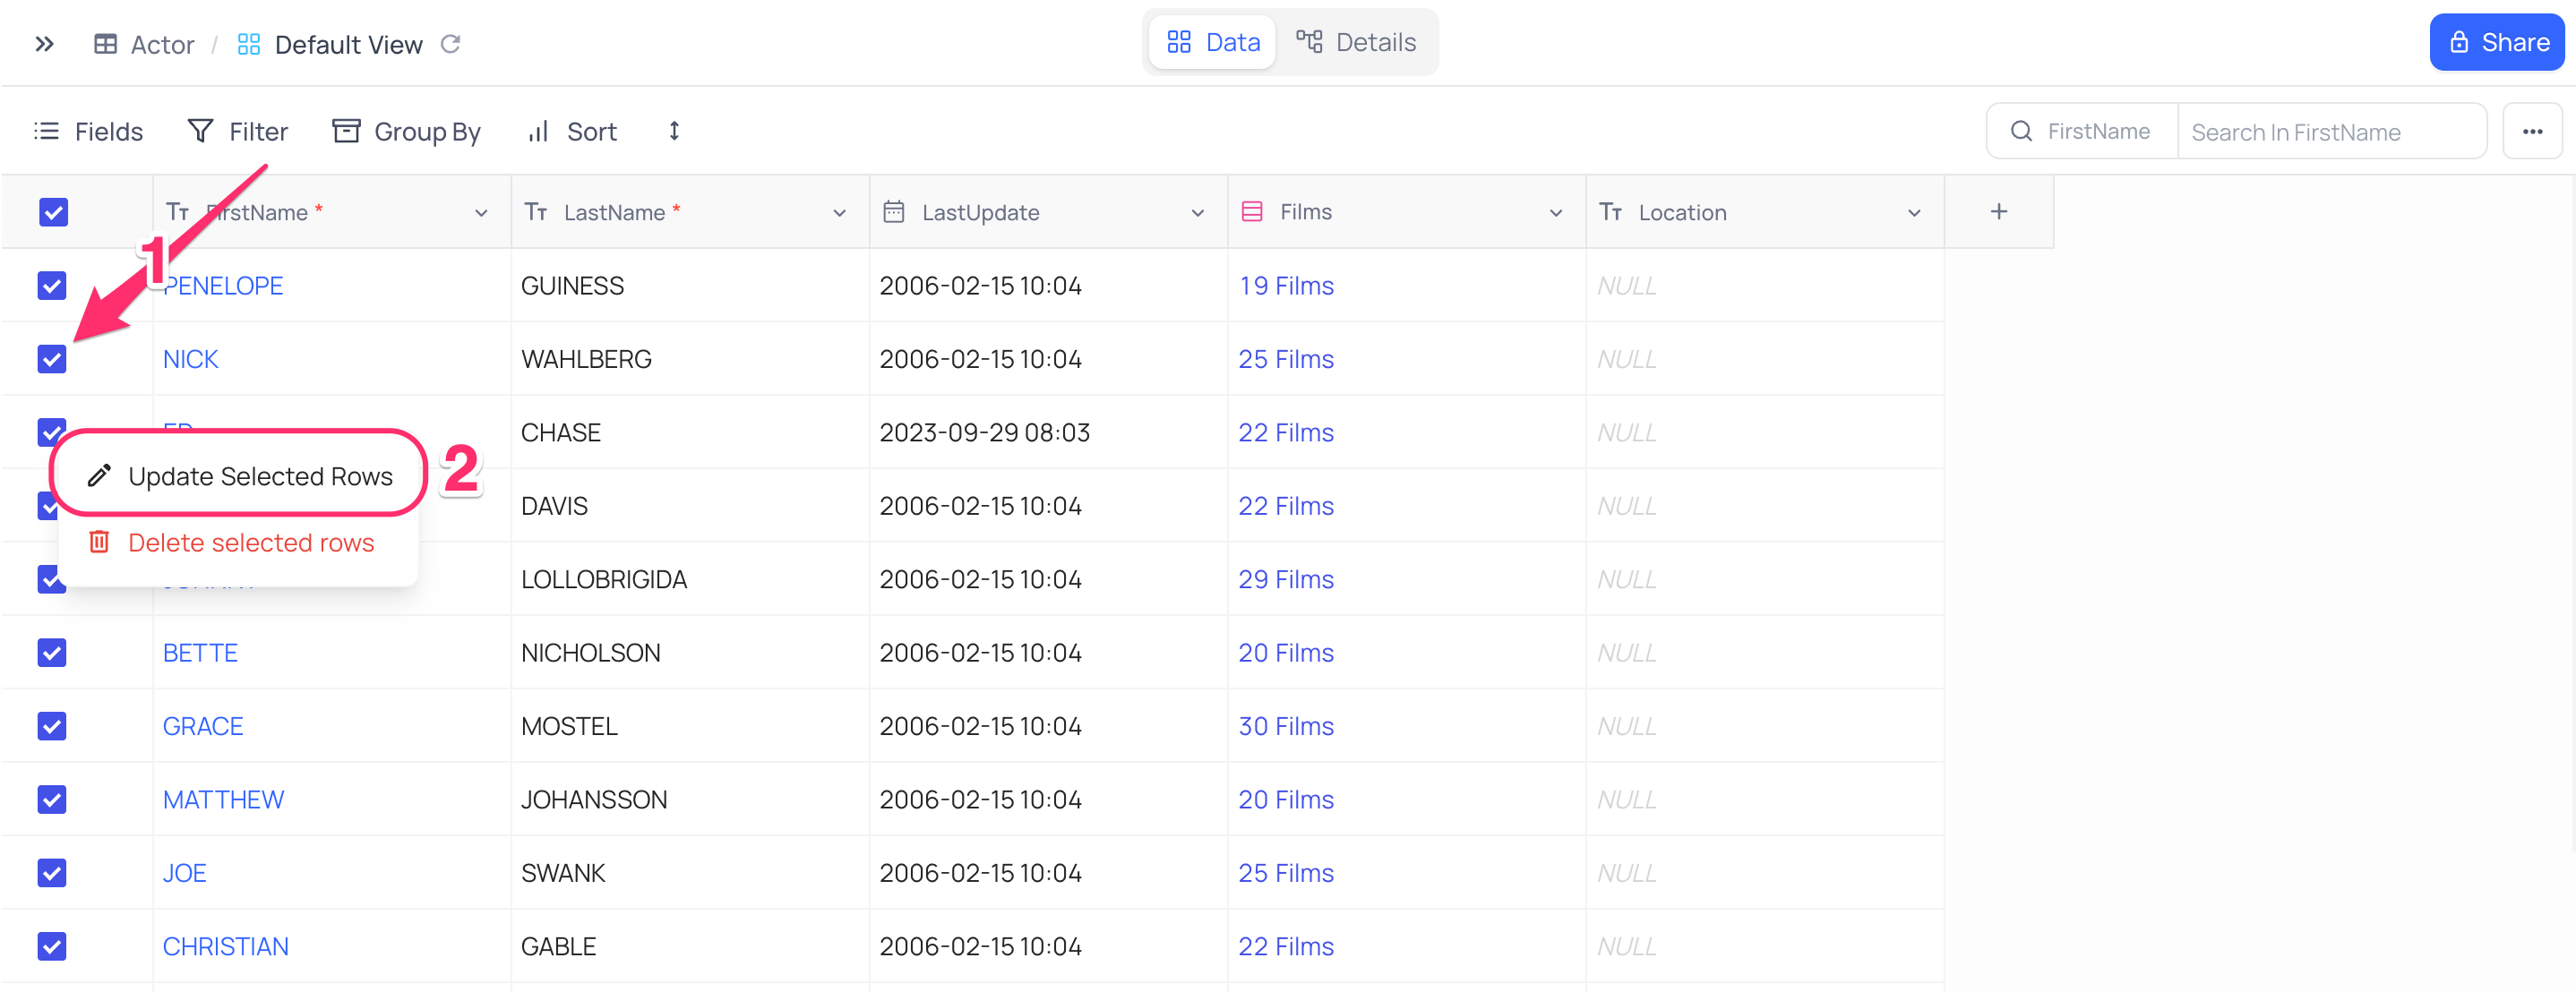 Actor / Default View
Data Details
Share
Fields Filter Group By Sort
FirstName Search In FirstName
FirstName * LastName * LastUpdate Films Location +
1
PENELOPE GUINESS 2006-02-15 10:04 19 Films NULL
NICK WAHLBERG 2006-02-15 10:04 25 Films NULL
CHASE 2023-09-29 08:03 22 Films NULL
Update Selected Rows 2
DAVIS 2006-02-15 10:04 22 Films NULL
Delete selected rows
LOLLOBRIGIDA 2006-02-15 10:04 29 Films NULL
BETTE NICHOLSON 2006-02-15 10:04 20 Films NULL
GRACE MOSTEL 2006-02-15 10:04 30 Films NULL
MATTHEW JOHANSSON 2006-02-15 10:04 20 Films NULL
JOE SWANK 2006-02-15 10:04 25 Films NULL
CHRISTIAN GABLE 2006-02-15 10:04 22 Films NULL